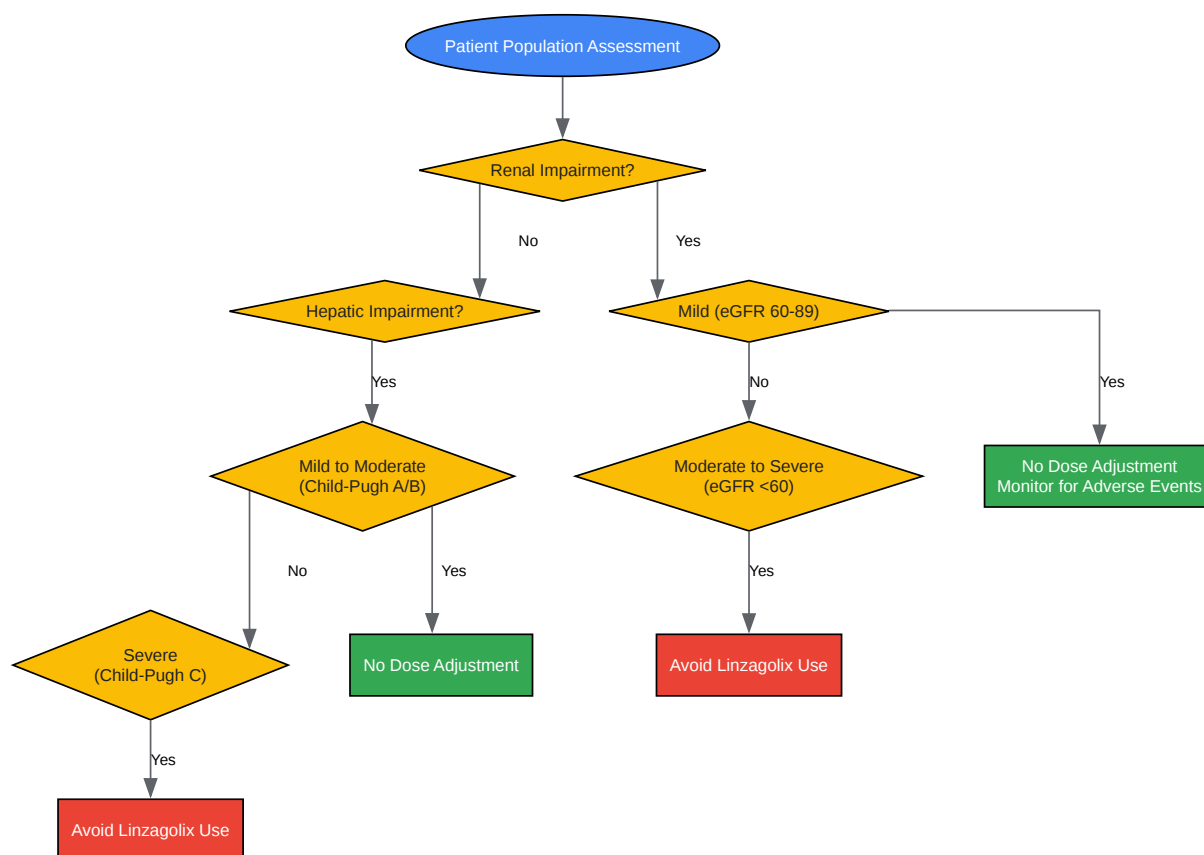 Patient Population Assessment
Renal Impairment?
No
Yes
Hepatic Impairment?
Mild (eGFR 60-89)
Yes
No
Yes
Mild to Moderate
(Child-Pugh A/B)
Moderate to Severe
(eGFR <60)
No Dose Adjustment
Monitor for Adverse Events
No
Yes
Yes
Severe
(Child-Pugh C)
No Dose Adjustment
Avoid Linzagolix Use
Yes
Avoid Linzagolix Use